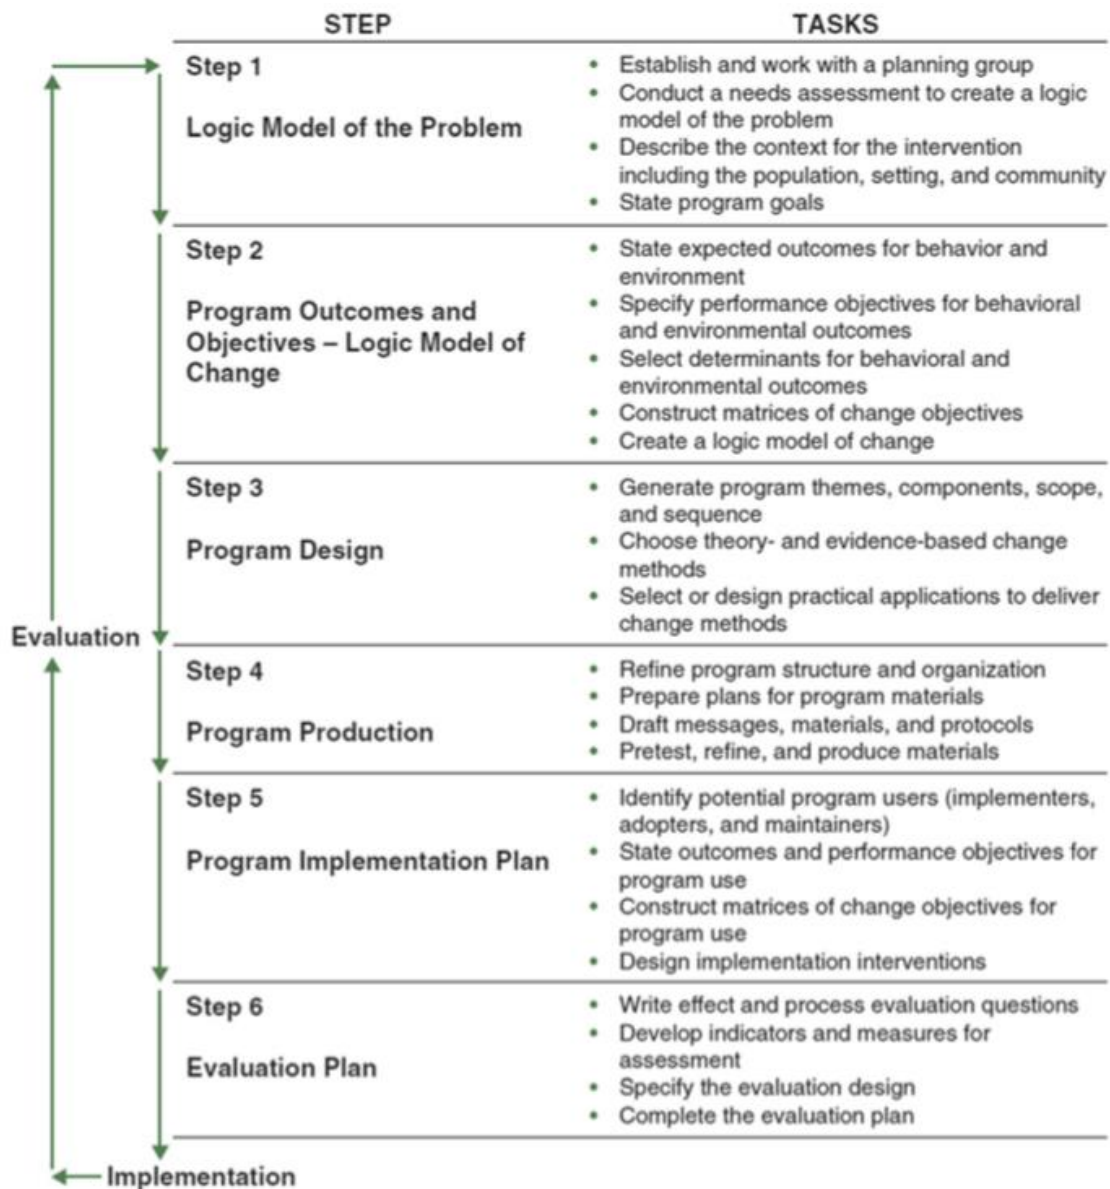 STEP TASKS
Step 1
Logic Model of the Problem
• Establish and work with a planning group
• Conduct a needs assessment to create a logic
model of the problem
• Describe the context for the intervention
including the population, setting, and community
• State program goals
Step 2
Program Outcomes and
Objectives – Logic Model of
Change
• State expected outcomes for behavior and
environment
• Specify performance objectives for behavioral
and environmental outcomes
• Select determinants for behavioral and
environmental outcomes
• Construct matrices of change objectives
• Create a logic model of change
Step 3
Program Design
• Generate program themes, components, scope,
and sequence
• Choose theory- and evidence-based change
methods
• Select or design practical applications to deliver
change methods
Evaluation
Step 4
Program Production
• Refine program structure and organization
• Prepare plans for program materials
• Draft messages, materials, and protocols
• Pretest, refine, and produce materials
Step 5
Program Implementation Plan
• Identify potential program users (implementers,
adopters, and maintainers)
• State outcomes and performance objectives for
program use
• Construct matrices of change objectives for
program use
• Design implementation interventions
Step 6
Evaluation Plan
• Write effect and process evaluation questions
• Develop indicators and measures for
assessment
• Specify the evaluation design
• Complete the evaluation plan
Implementation